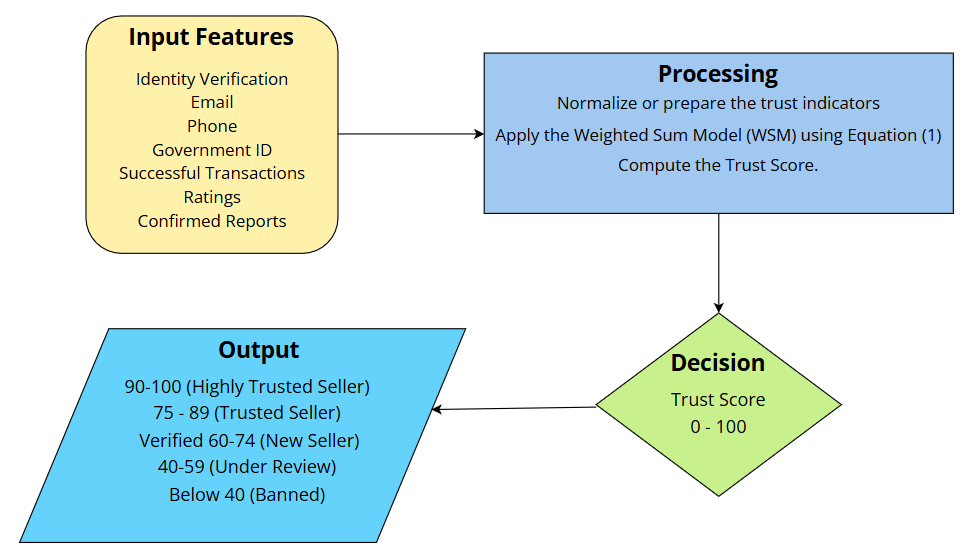 Input Features
Identity Verification
Email
Phone
Government ID
Successful Transactions
Ratings
Confirmed Reports
Processing
Normalize or prepare the trust indicators
Apply the Weighted Sum Model (WSM) using Equation (1)
Compute the Trust Score.
Decision
Trust Score
0 - 100
Output
90-100 (Highly Trusted Seller)
75 - 89 (Trusted Seller)
Verified 60-74 (New Seller)
40-59 (Under Review)
Below 40 (Banned)